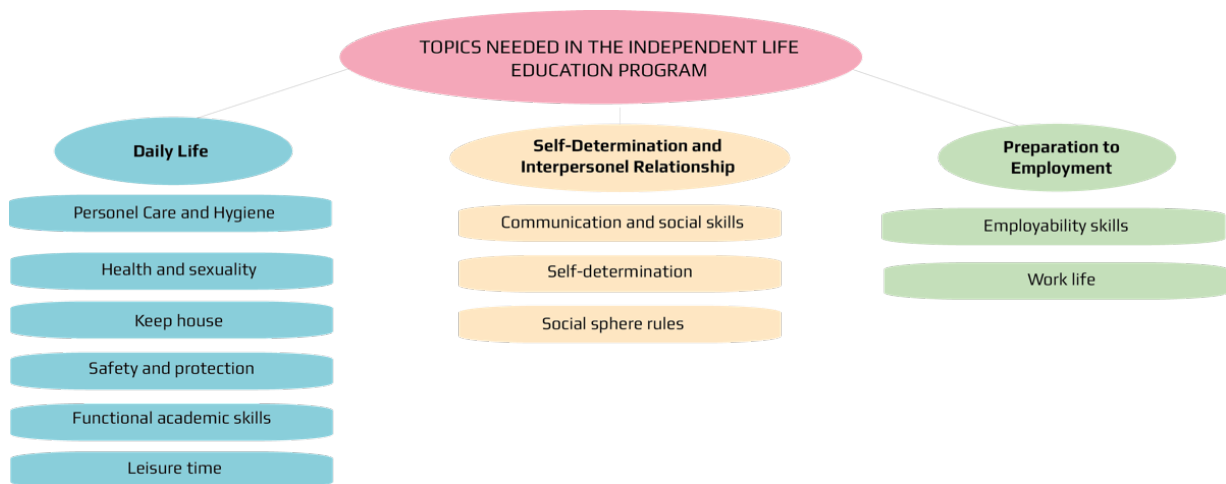 TOPICS NEEDED IN THE INDEPENDENT LIFE
EDUCATION PROGRAM
Daily Life
Personel Care and Hygiene
Health and sexuality
Keep house
Safety and protection
Functional academic skills
Leisure time
Self-Determination and
Interpersonel Relationship
Communication and social skills
Self-determination
Social sphere rules
Preparation to
Employment
Employability skills
Work life